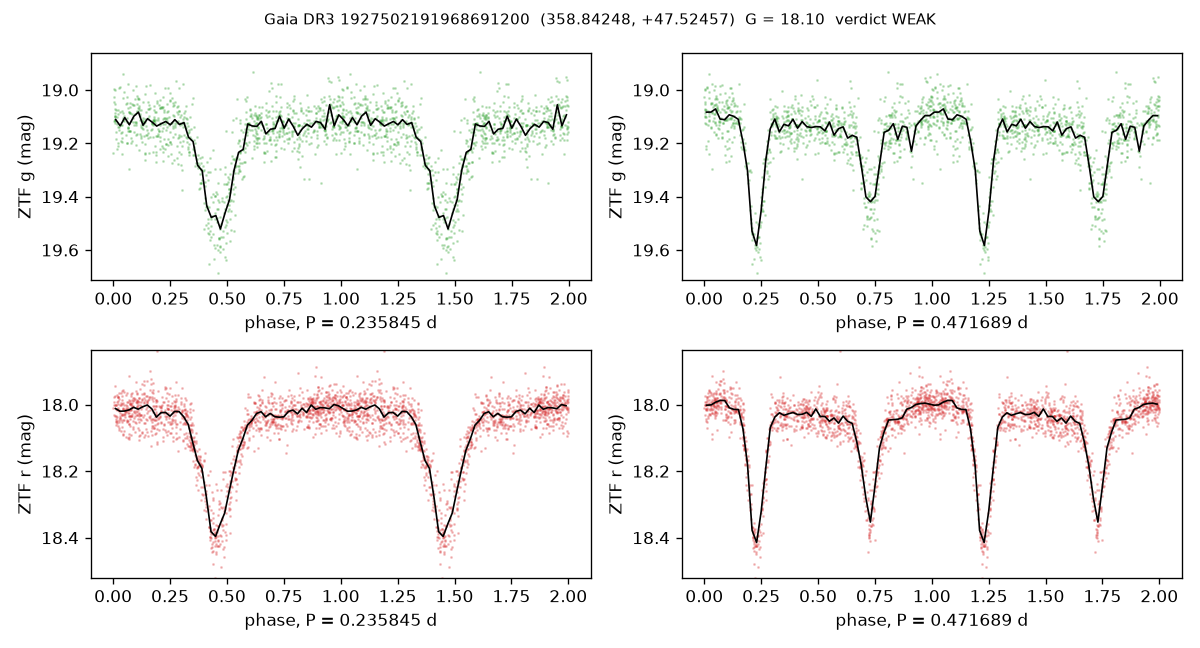 Gaia DR3 1927502191968691200  (358.84248, +47.52457)  G = 18.10  verdict WEAK
ZTF g (mag)
19.0
19.2
19.4
19.6
0.00 0.25 0.50 0.75 1.00 1.25 1.50 1.75 2.00
phase, P = 0.235845 d
ZTF g (mag)
19.0
19.2
19.4
19.6
0.00 0.25 0.50 0.75 1.00 1.25 1.50 1.75 2.00
phase, P = 0.471689 d
ZTF r (mag)
18.0
18.2
18.4
0.00 0.25 0.50 0.75 1.00 1.25 1.50 1.75 2.00
phase, P = 0.235845 d
ZTF r (mag)
18.0
18.2
18.4
0.00 0.25 0.50 0.75 1.00 1.25 1.50 1.75 2.00
phase, P = 0.471689 d